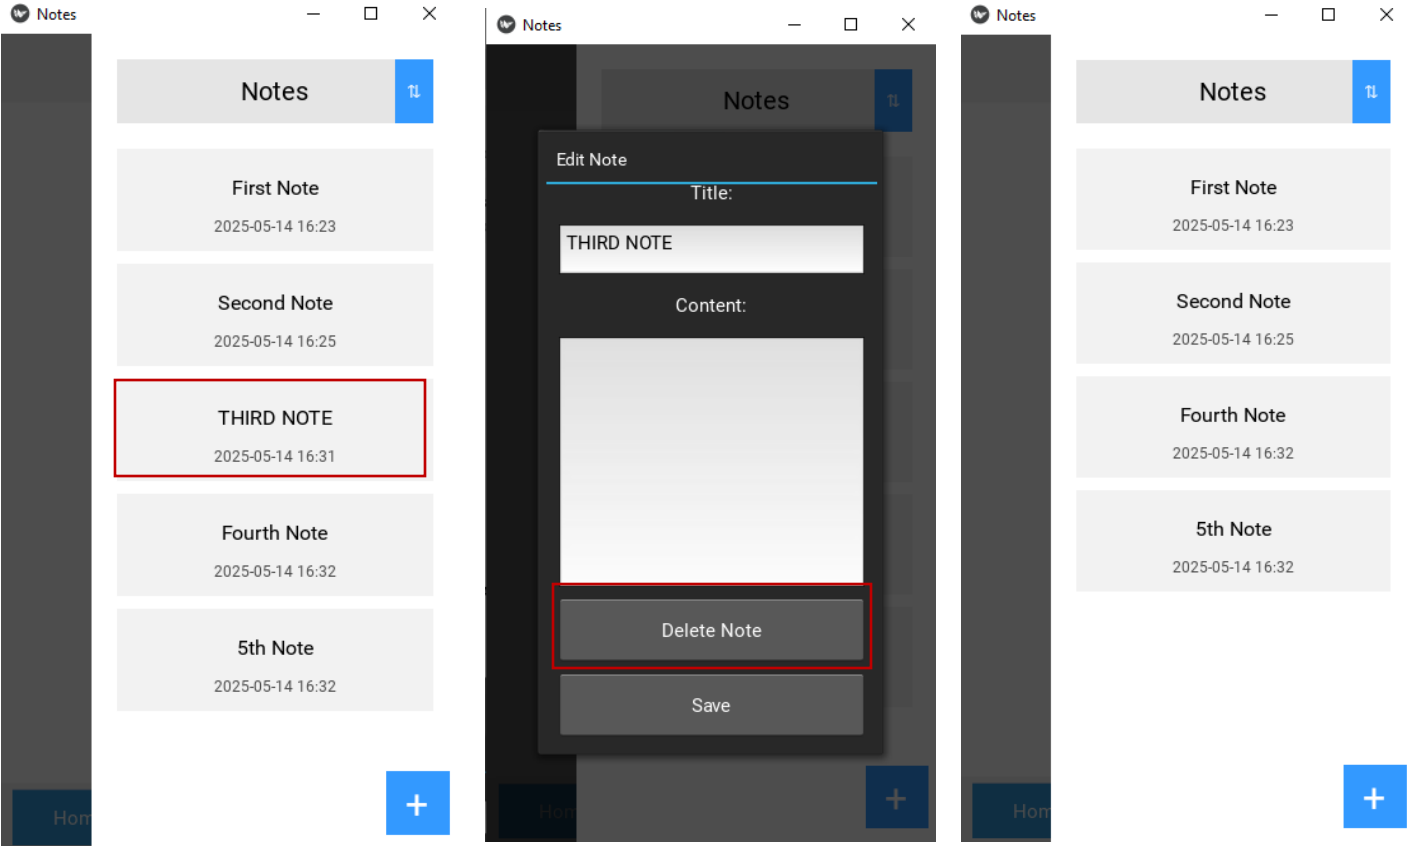 Notes
Notes
⇅
First Note
2025-05-14 16:23
Second Note
2025-05-14 16:25
THIRD NOTE
2025-05-14 16:31
Fourth Note
2025-05-14 16:32
5th Note
2025-05-14 16:32
+
Hom
Notes
Notes
⇅
Edit Note
Title:
THIRD NOTE
Content:
Delete Note
Save
+
Hom
Notes
Notes
⇅
First Note
2025-05-14 16:23
Second Note
2025-05-14 16:25
Fourth Note
2025-05-14 16:32
5th Note
2025-05-14 16:32
+
Hom